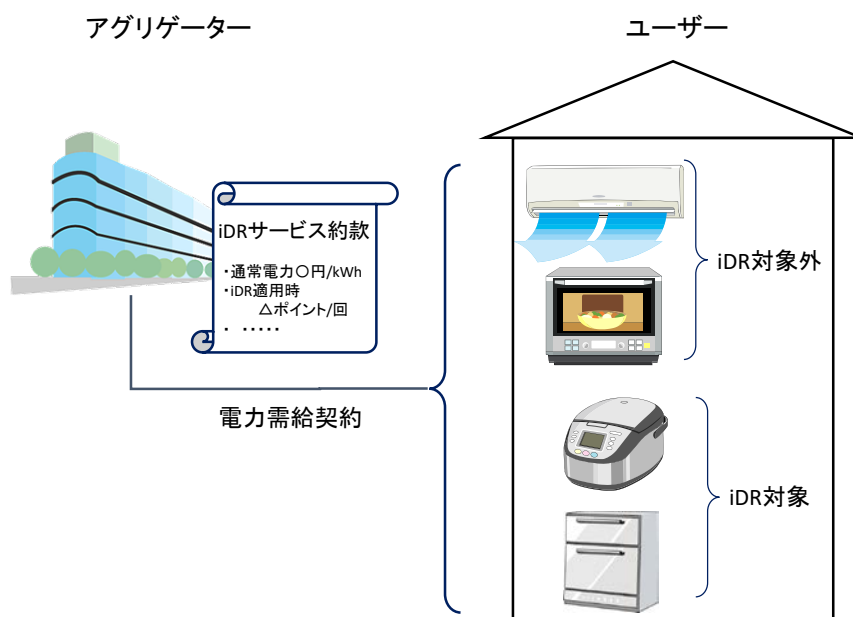 アグリゲーター
ユーザー
iDRサービス約款
・通常電力〇円/kWh
・iDR適用時
△ポイント/回
・ ・・・・・
電力需給契約
iDR対象外
iDR対象